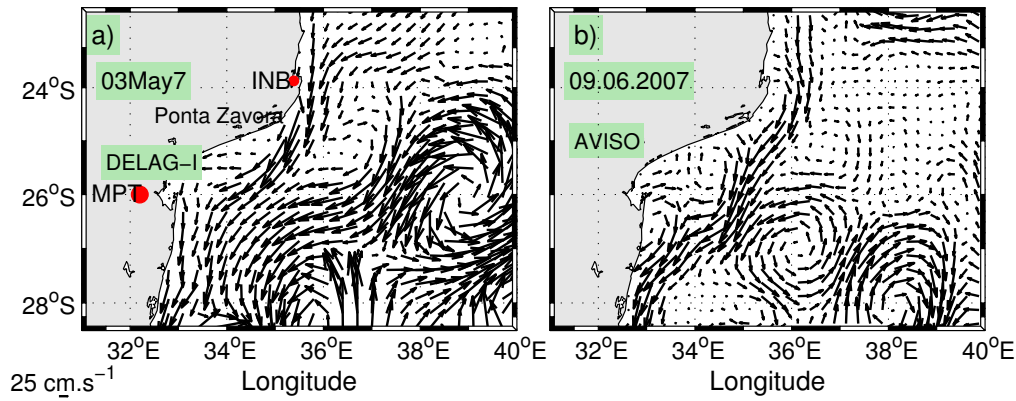 a)
03May7
INB
Ponta Zavora
DELAG-I
MPT
24°S
26°S
28°S
32°E
34°E
36°E
38°E
40°E
Longitude
25 cm.s⁻¹
b)
09.06.2007
AVISO
32°E
34°E
36°E
38°E
40°E
Longitude